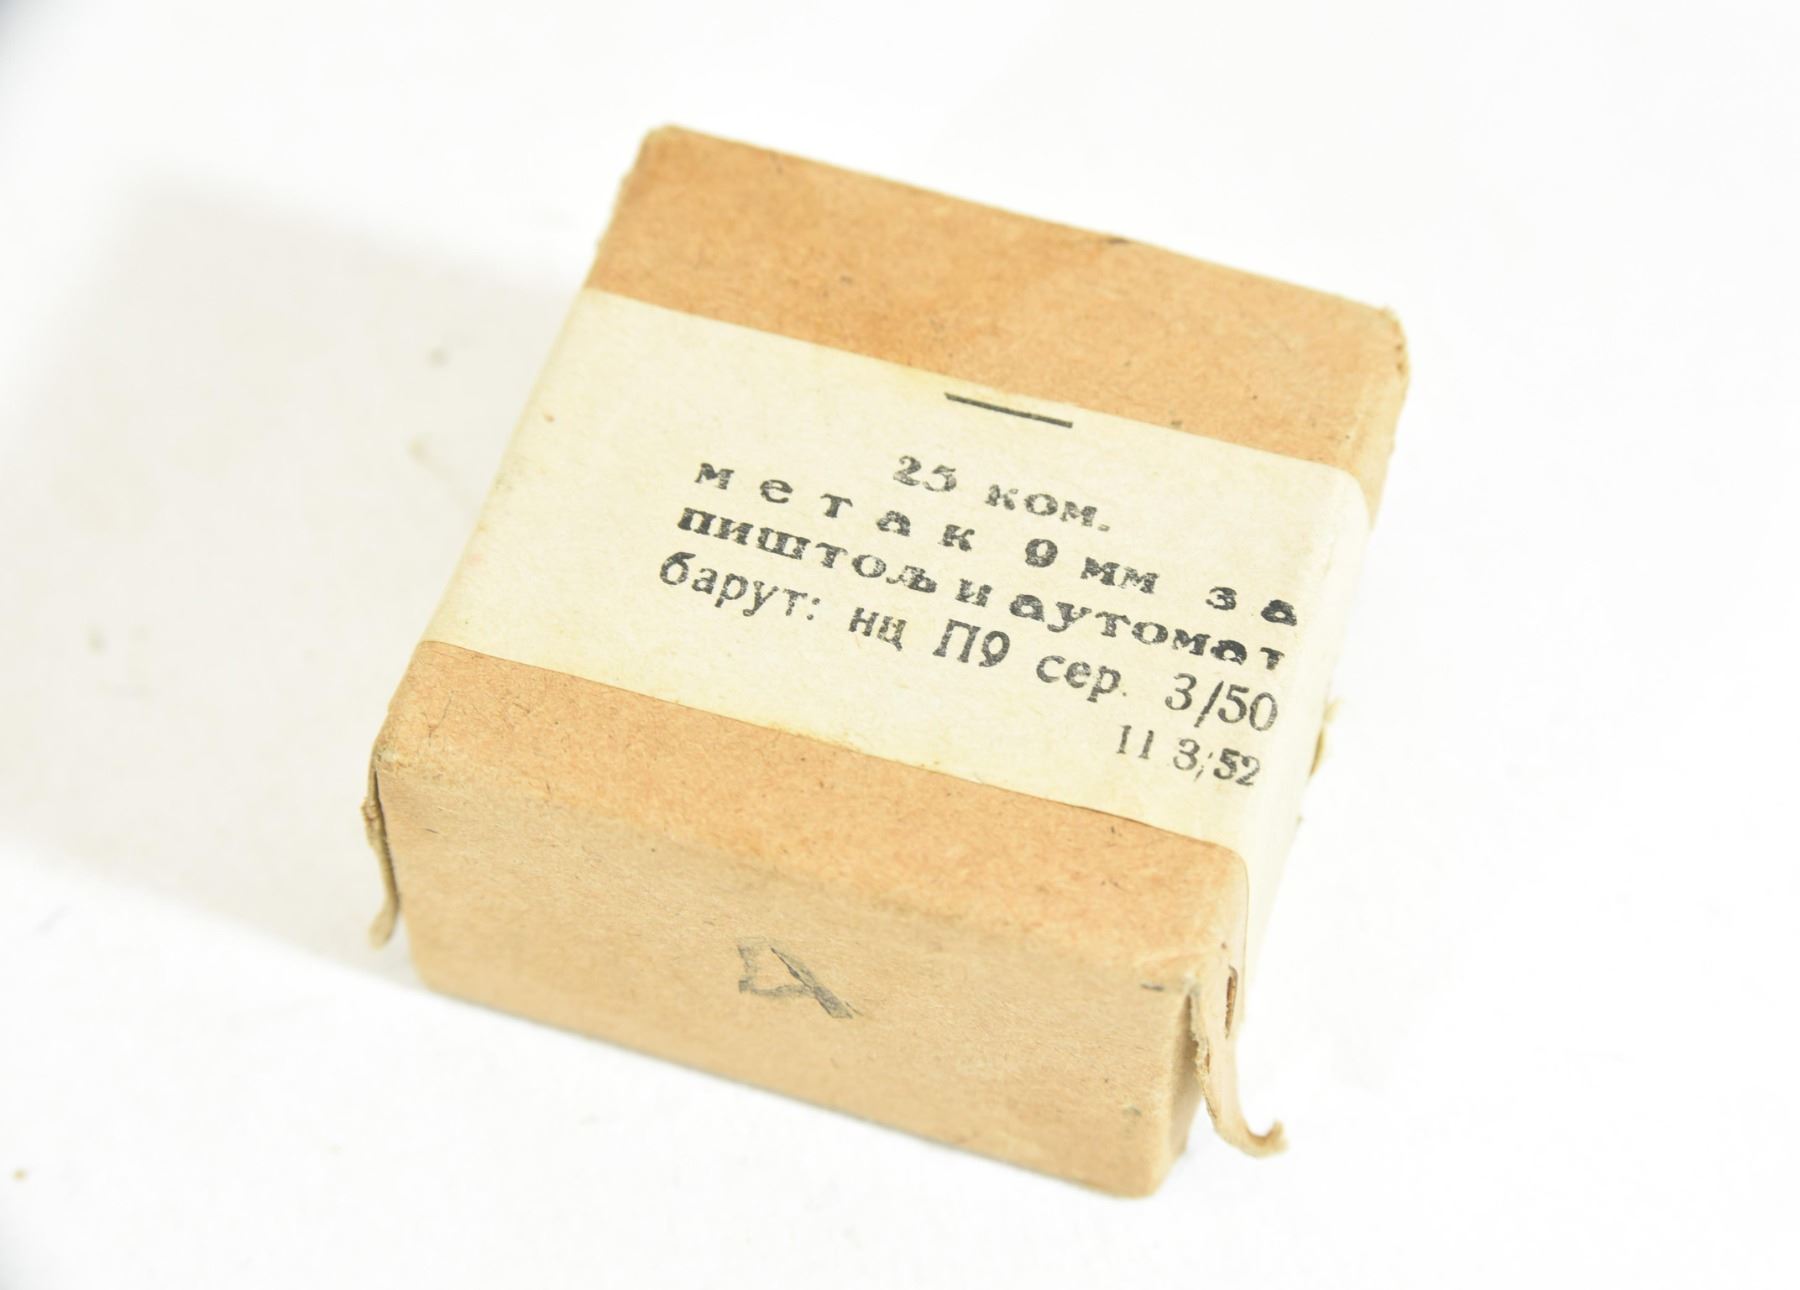 25 ком.
метак 9 мм за
пиштољ и аутомат
барут: нц П9 сер. 3/50
11 3/52